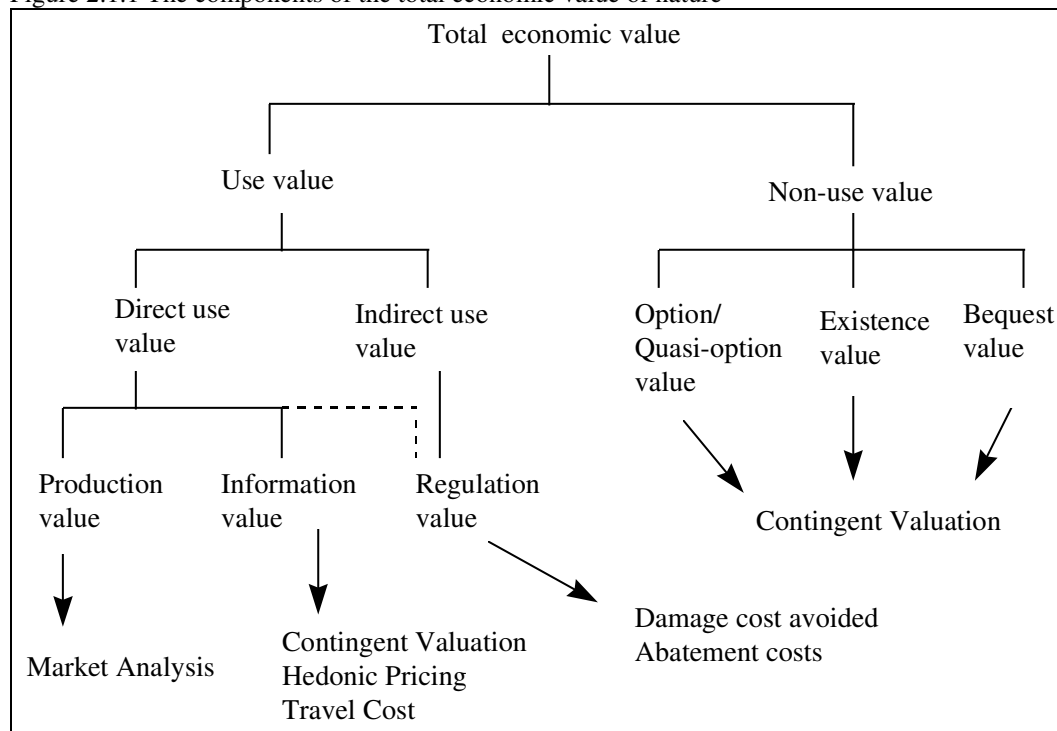 Figure 2.1.1 The components of the total economic value of nature
Total economic value
Use value
Non-use value
Direct use
value
Indirect use
value
Option/
Quasi-option
value
Existence
value
Bequest
value
Production
value
Information
value
Regulation
value
Contingent Valuation
Market Analysis
Contingent Valuation
Hedonic Pricing
Travel Cost
Damage cost avoided
Abatement costs